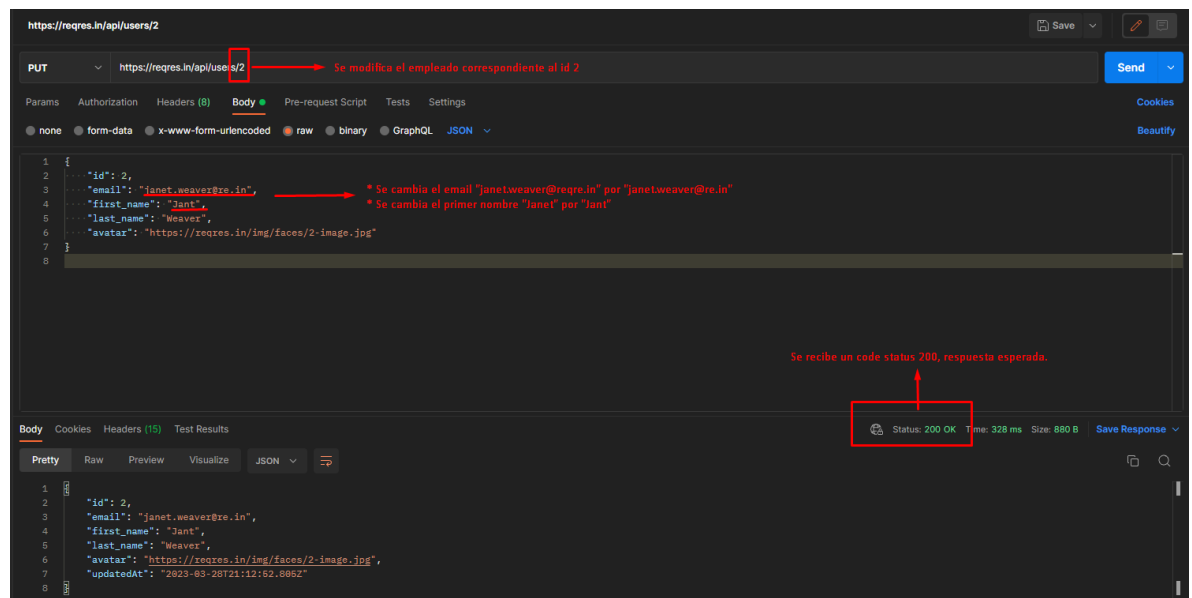 https://reqres.in/api/users/2
Save
PUT
https://reqres.in/api/users/2
Se modifica el empleado correspondiente al id 2
Send
Params Authorization Headers (8) Body Pre-request Script Tests Settings
Cookies
none form-data x-www-form-urlencoded raw binary GraphQL JSON
Beautify
1 {
2 ····"id": 2,
3 ····"email": "janet.weaver@re.in",
* Se cambia el email "janet.weaver@reqre.in" por "janet.weaver@re.in"
4 ····"first_name": "Jant",
* Se cambia el primer nombre "Janet" por "Jant"
5 ····"last_name": "Weaver",
6 ····"avatar": "https://reqres.in/img/faces/2-image.jpg"
7 }
8
Se recibe un code status 200, respuesta esperada.
Body Cookies Headers (15) Test Results
Status: 200 OK Time: 328 ms Size: 880 B Save Response
Pretty Raw Preview Visualize JSON
1 {
2 "id": 2,
3 "email": "janet.weaver@re.in",
4 "first_name": "Jant",
5 "last_name": "Weaver",
6 "avatar": "https://reqres.in/img/faces/2-image.jpg",
7 "updatedAt": "2023-03-28T21:12:52.805Z"
8 }